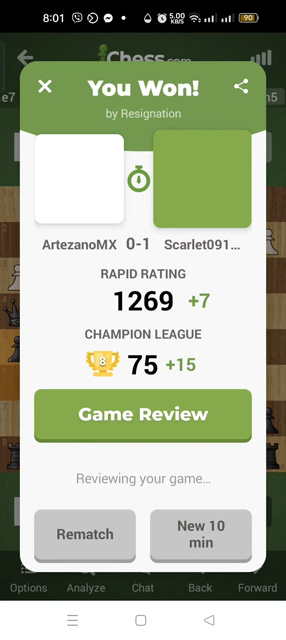 8:01
5.00
KB/S
90
Chess.com
.e7
h5
You Won!
by Resignation
ArtezanoMX 0-1 Scarlet091...
RAPID RATING
1269 +7
CHAMPION LEAGUE
8 75 +15
Game Review
Reviewing your game...
Rematch
New 10
min
Options Analyze Chat Back Forward